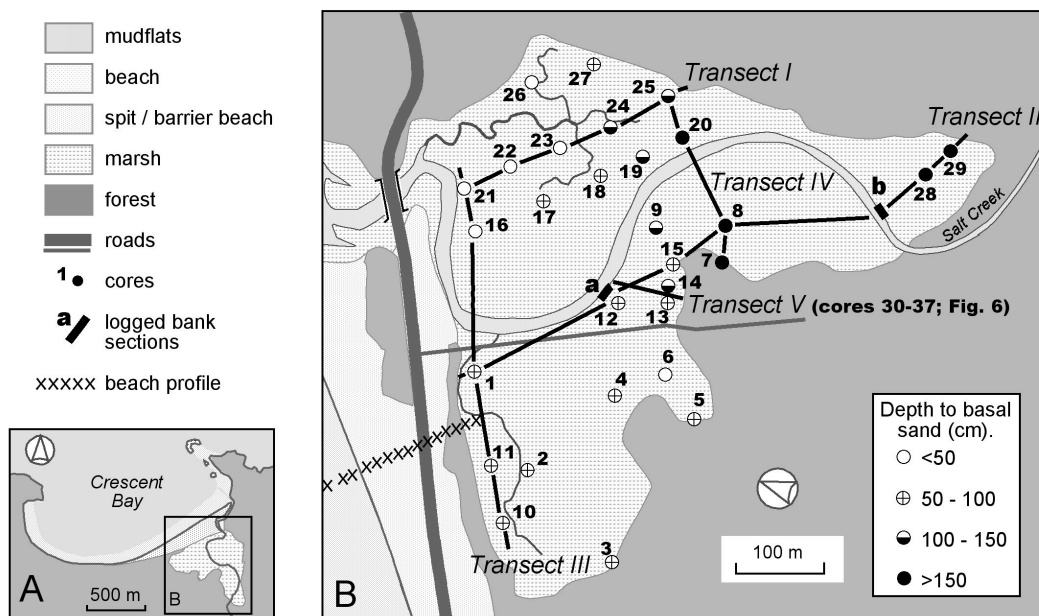 mudflats
beach
spit / barrier beach
marsh
forest
roads
1 cores
a logged bank
sections
xxxxx beach profile
Crescent
Bay
A
500 m
B
27
26
25
Transect I
24
20
23
22
19
18
21
17
16
Transect II
29
28
b
Transect IV
Salt Creek
9
8
15
7
a
14
12
13
Transect V (cores 30-37; Fig. 6)
1
6
4
5
11
2
10
3
Transect III
B
100 m
Depth to basal
sand (cm).
<50
50 - 100
100 - 150
>150